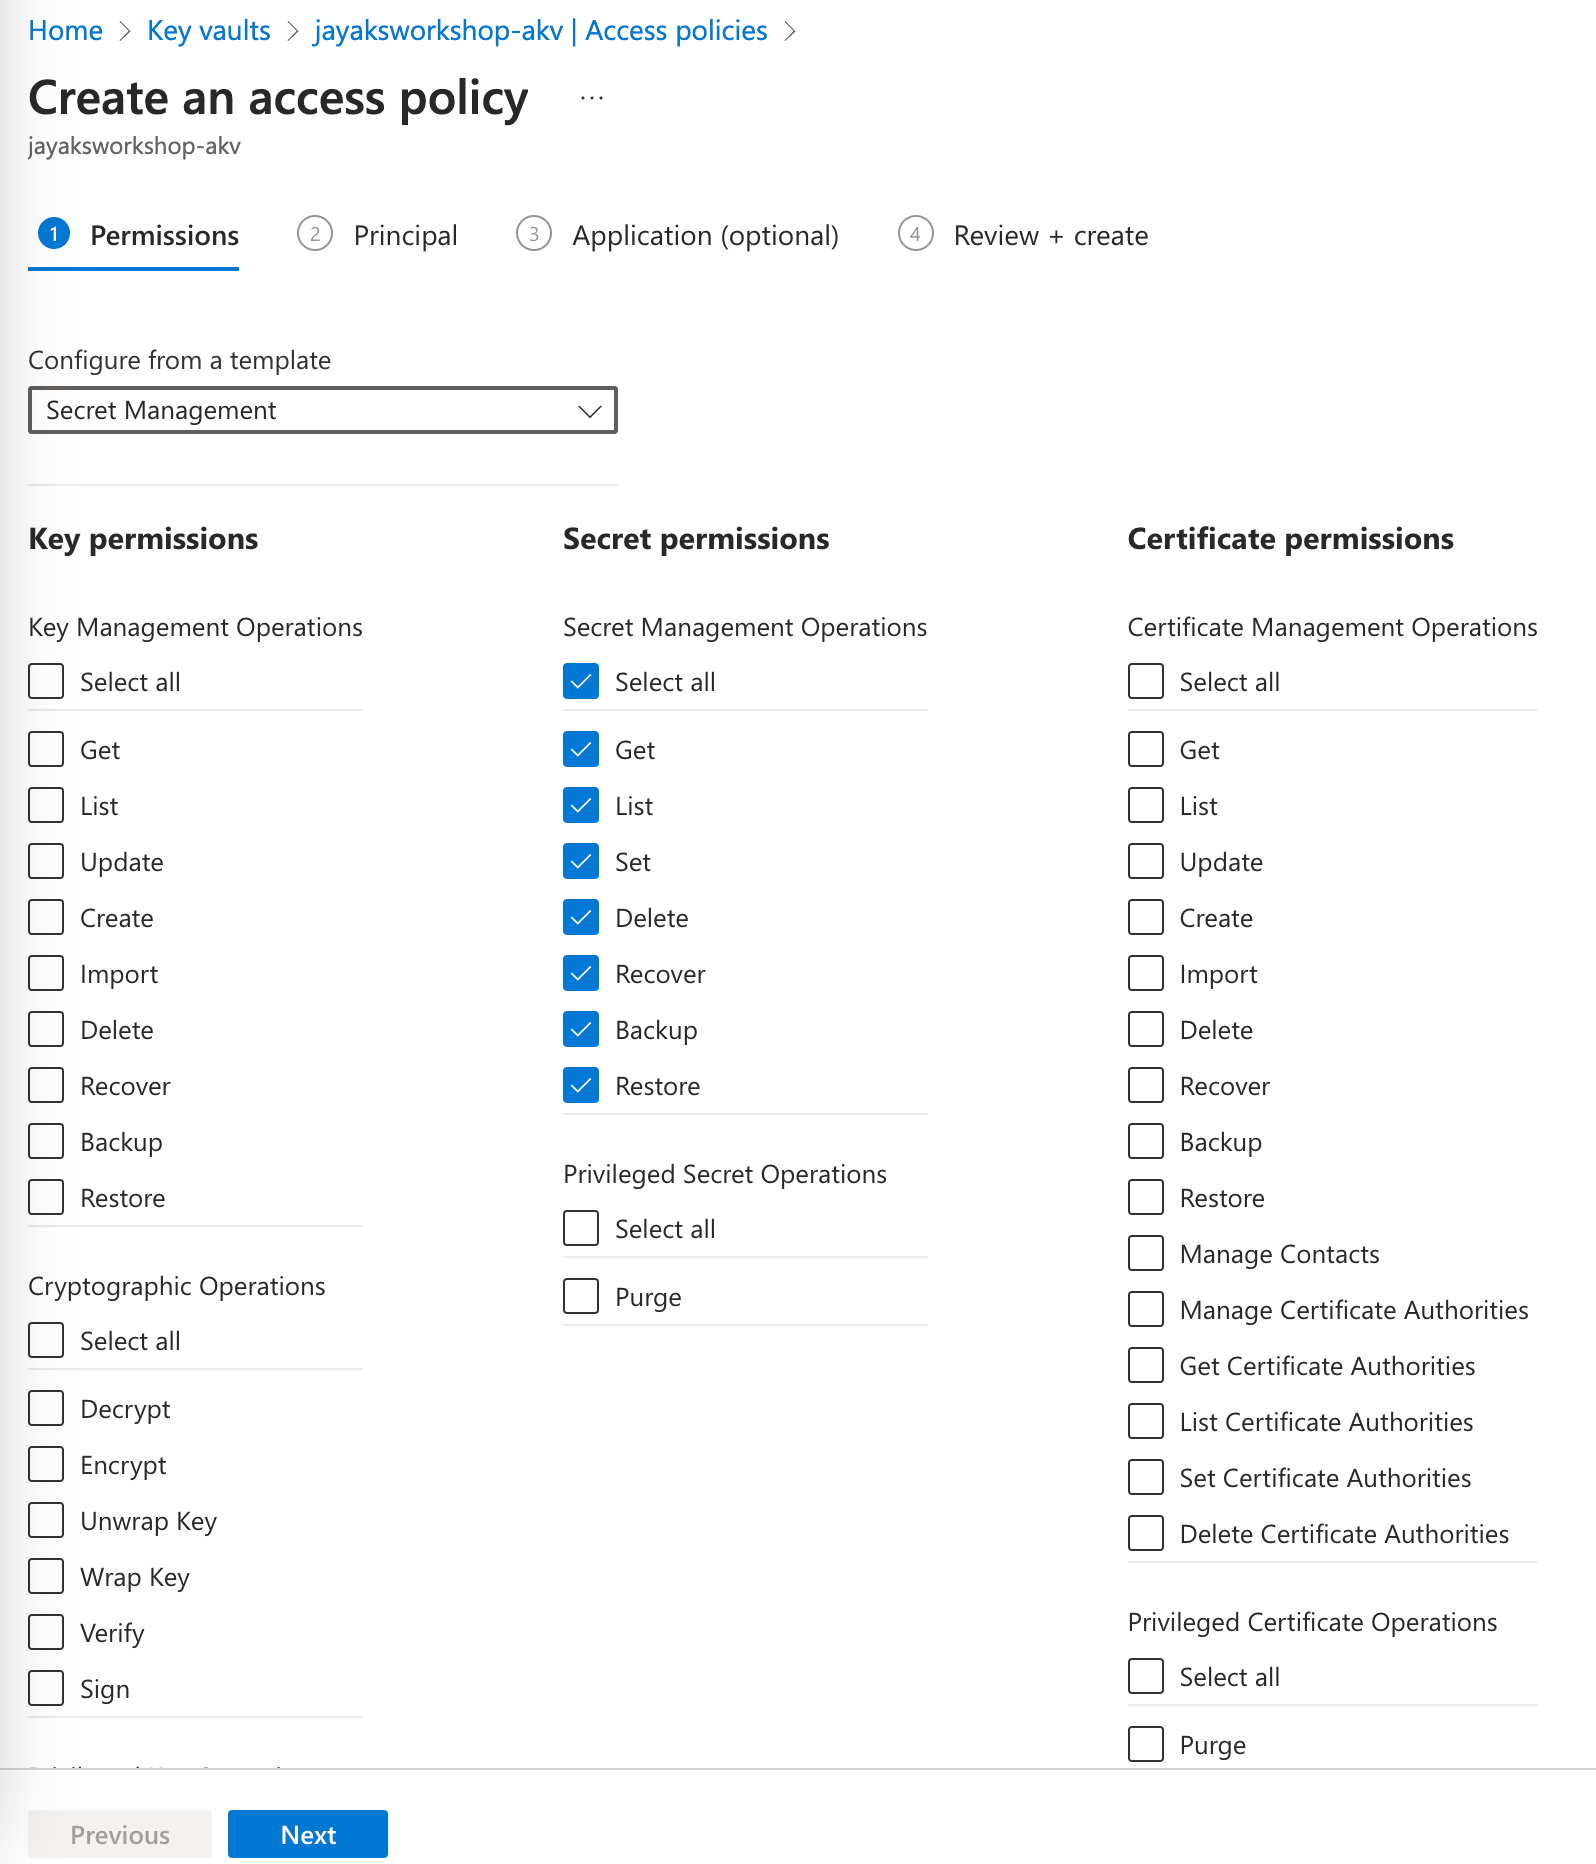 Home > Key vaults > jayaksworkshop-akv | Access policies >
Create an access policy ...
jayaksworkshop-akv
1 Permissions 2 Principal 3 Application (optional) 4 Review + create
Configure from a template
Secret Management
Key permissions
Key Management Operations
Select all
Get
List
Update
Create
Import
Delete
Recover
Backup
Restore
Cryptographic Operations
Select all
Decrypt
Encrypt
Unwrap Key
Wrap Key
Verify
Sign
Secret permissions
Secret Management Operations
Select all
Get
List
Set
Delete
Recover
Backup
Restore
Privileged Secret Operations
Select all
Purge
Certificate permissions
Certificate Management Operations
Select all
Get
List
Update
Create
Import
Delete
Recover
Backup
Restore
Manage Contacts
Manage Certificate Authorities
Get Certificate Authorities
List Certificate Authorities
Set Certificate Authorities
Delete Certificate Authorities
Privileged Certificate Operations
Select all
Purge
Previous Next